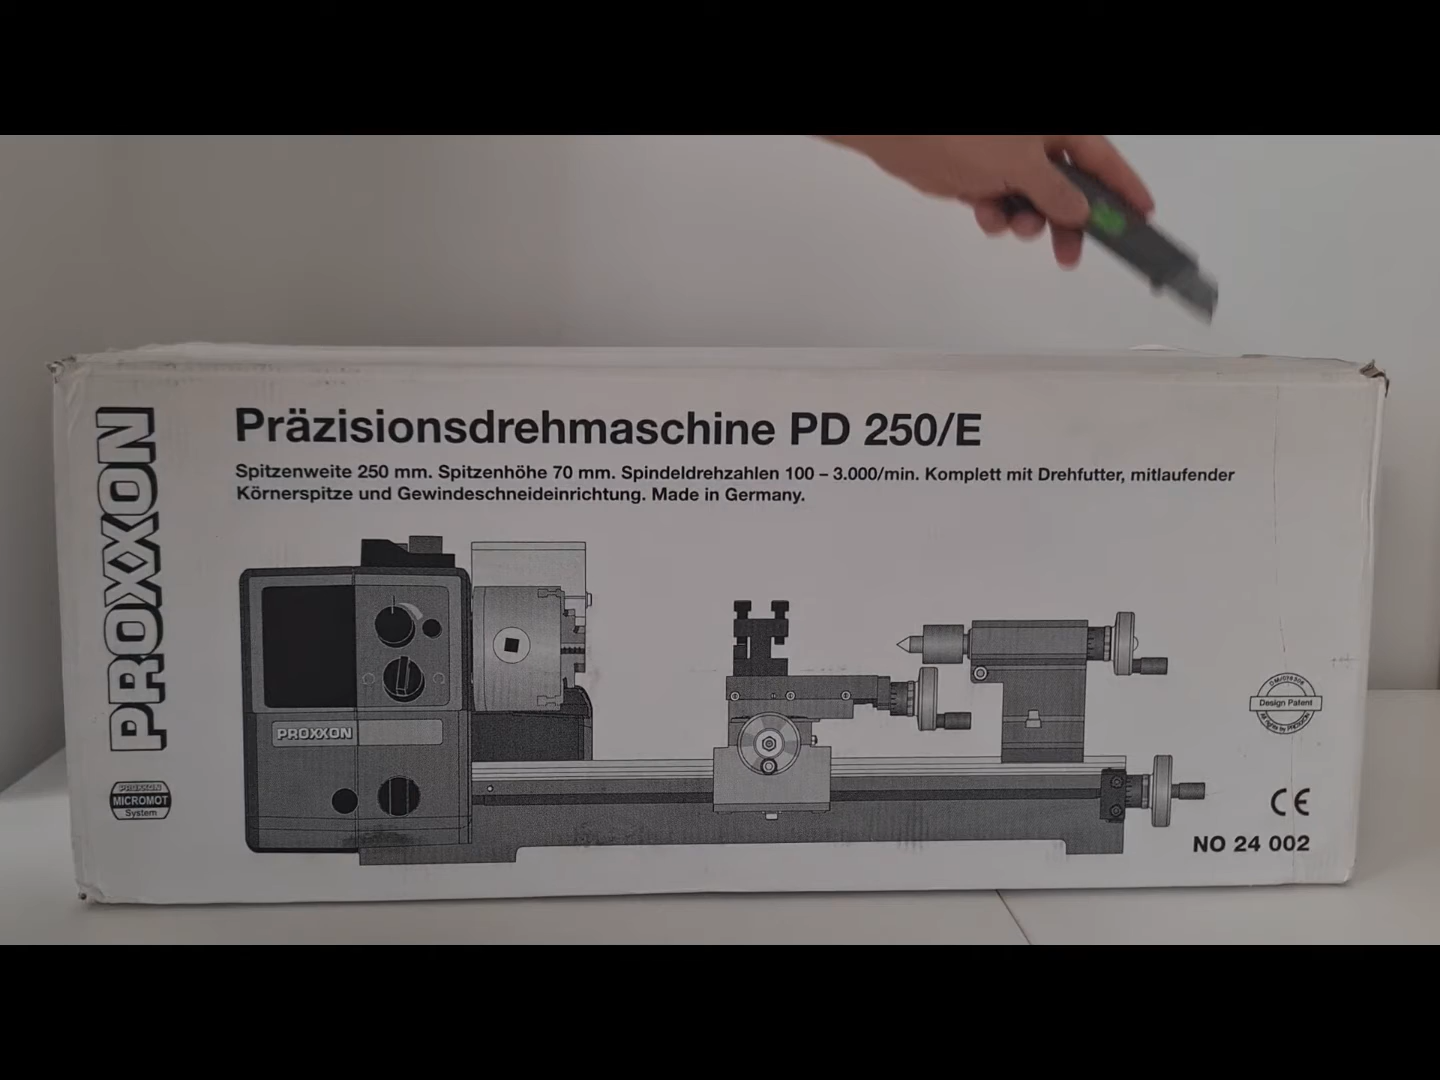 PROXXON
Präzisionsdrehmaschine PD 250/E
Spitzenweite 250 mm. Spitzenhöhe 70 mm. Spindeldrehzahlen 100 – 3.000/min. Komplett mit Drehfutter, mitlaufender
Körnerspitze und Gewindeschneideinrichtung. Made in Germany.
PROXXON
PROXXON
MICROMOT
System
Design Patent
CE
NO 24 002